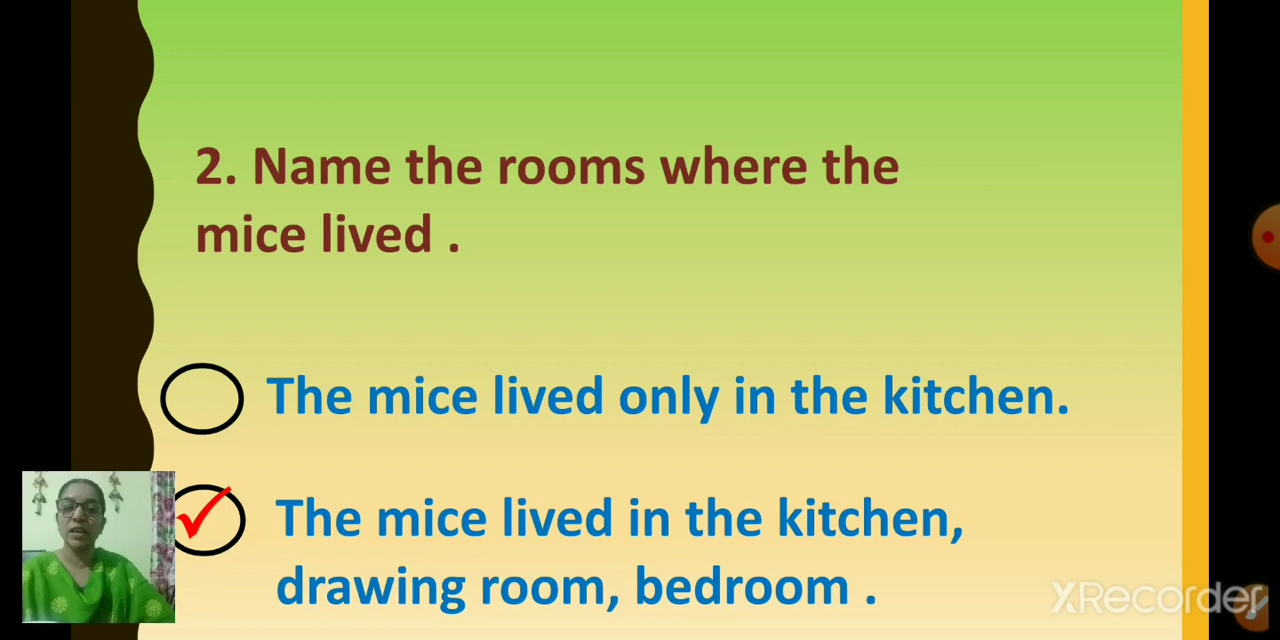 2. Name the rooms where the
mice lived .
The mice lived only in the kitchen.
The mice lived in the kitchen,
drawing room, bedroom .
XRecorder